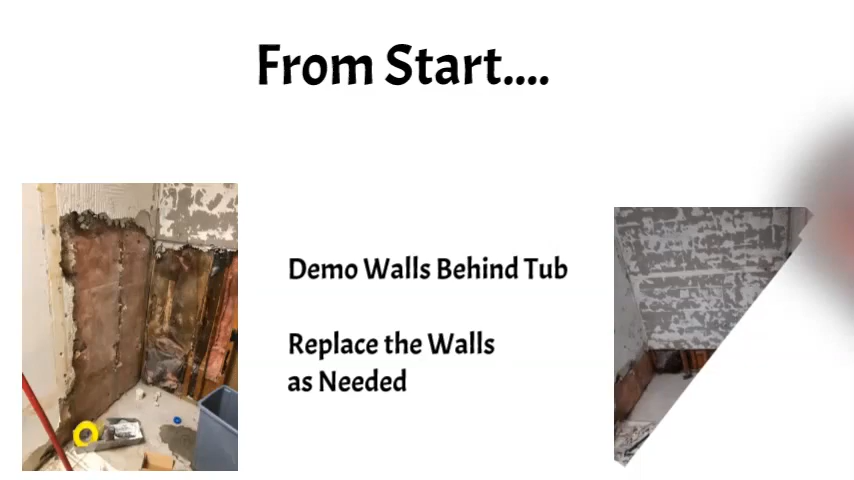 From Start....
Demo Walls Behind Tub
Replace the Walls
as Needed